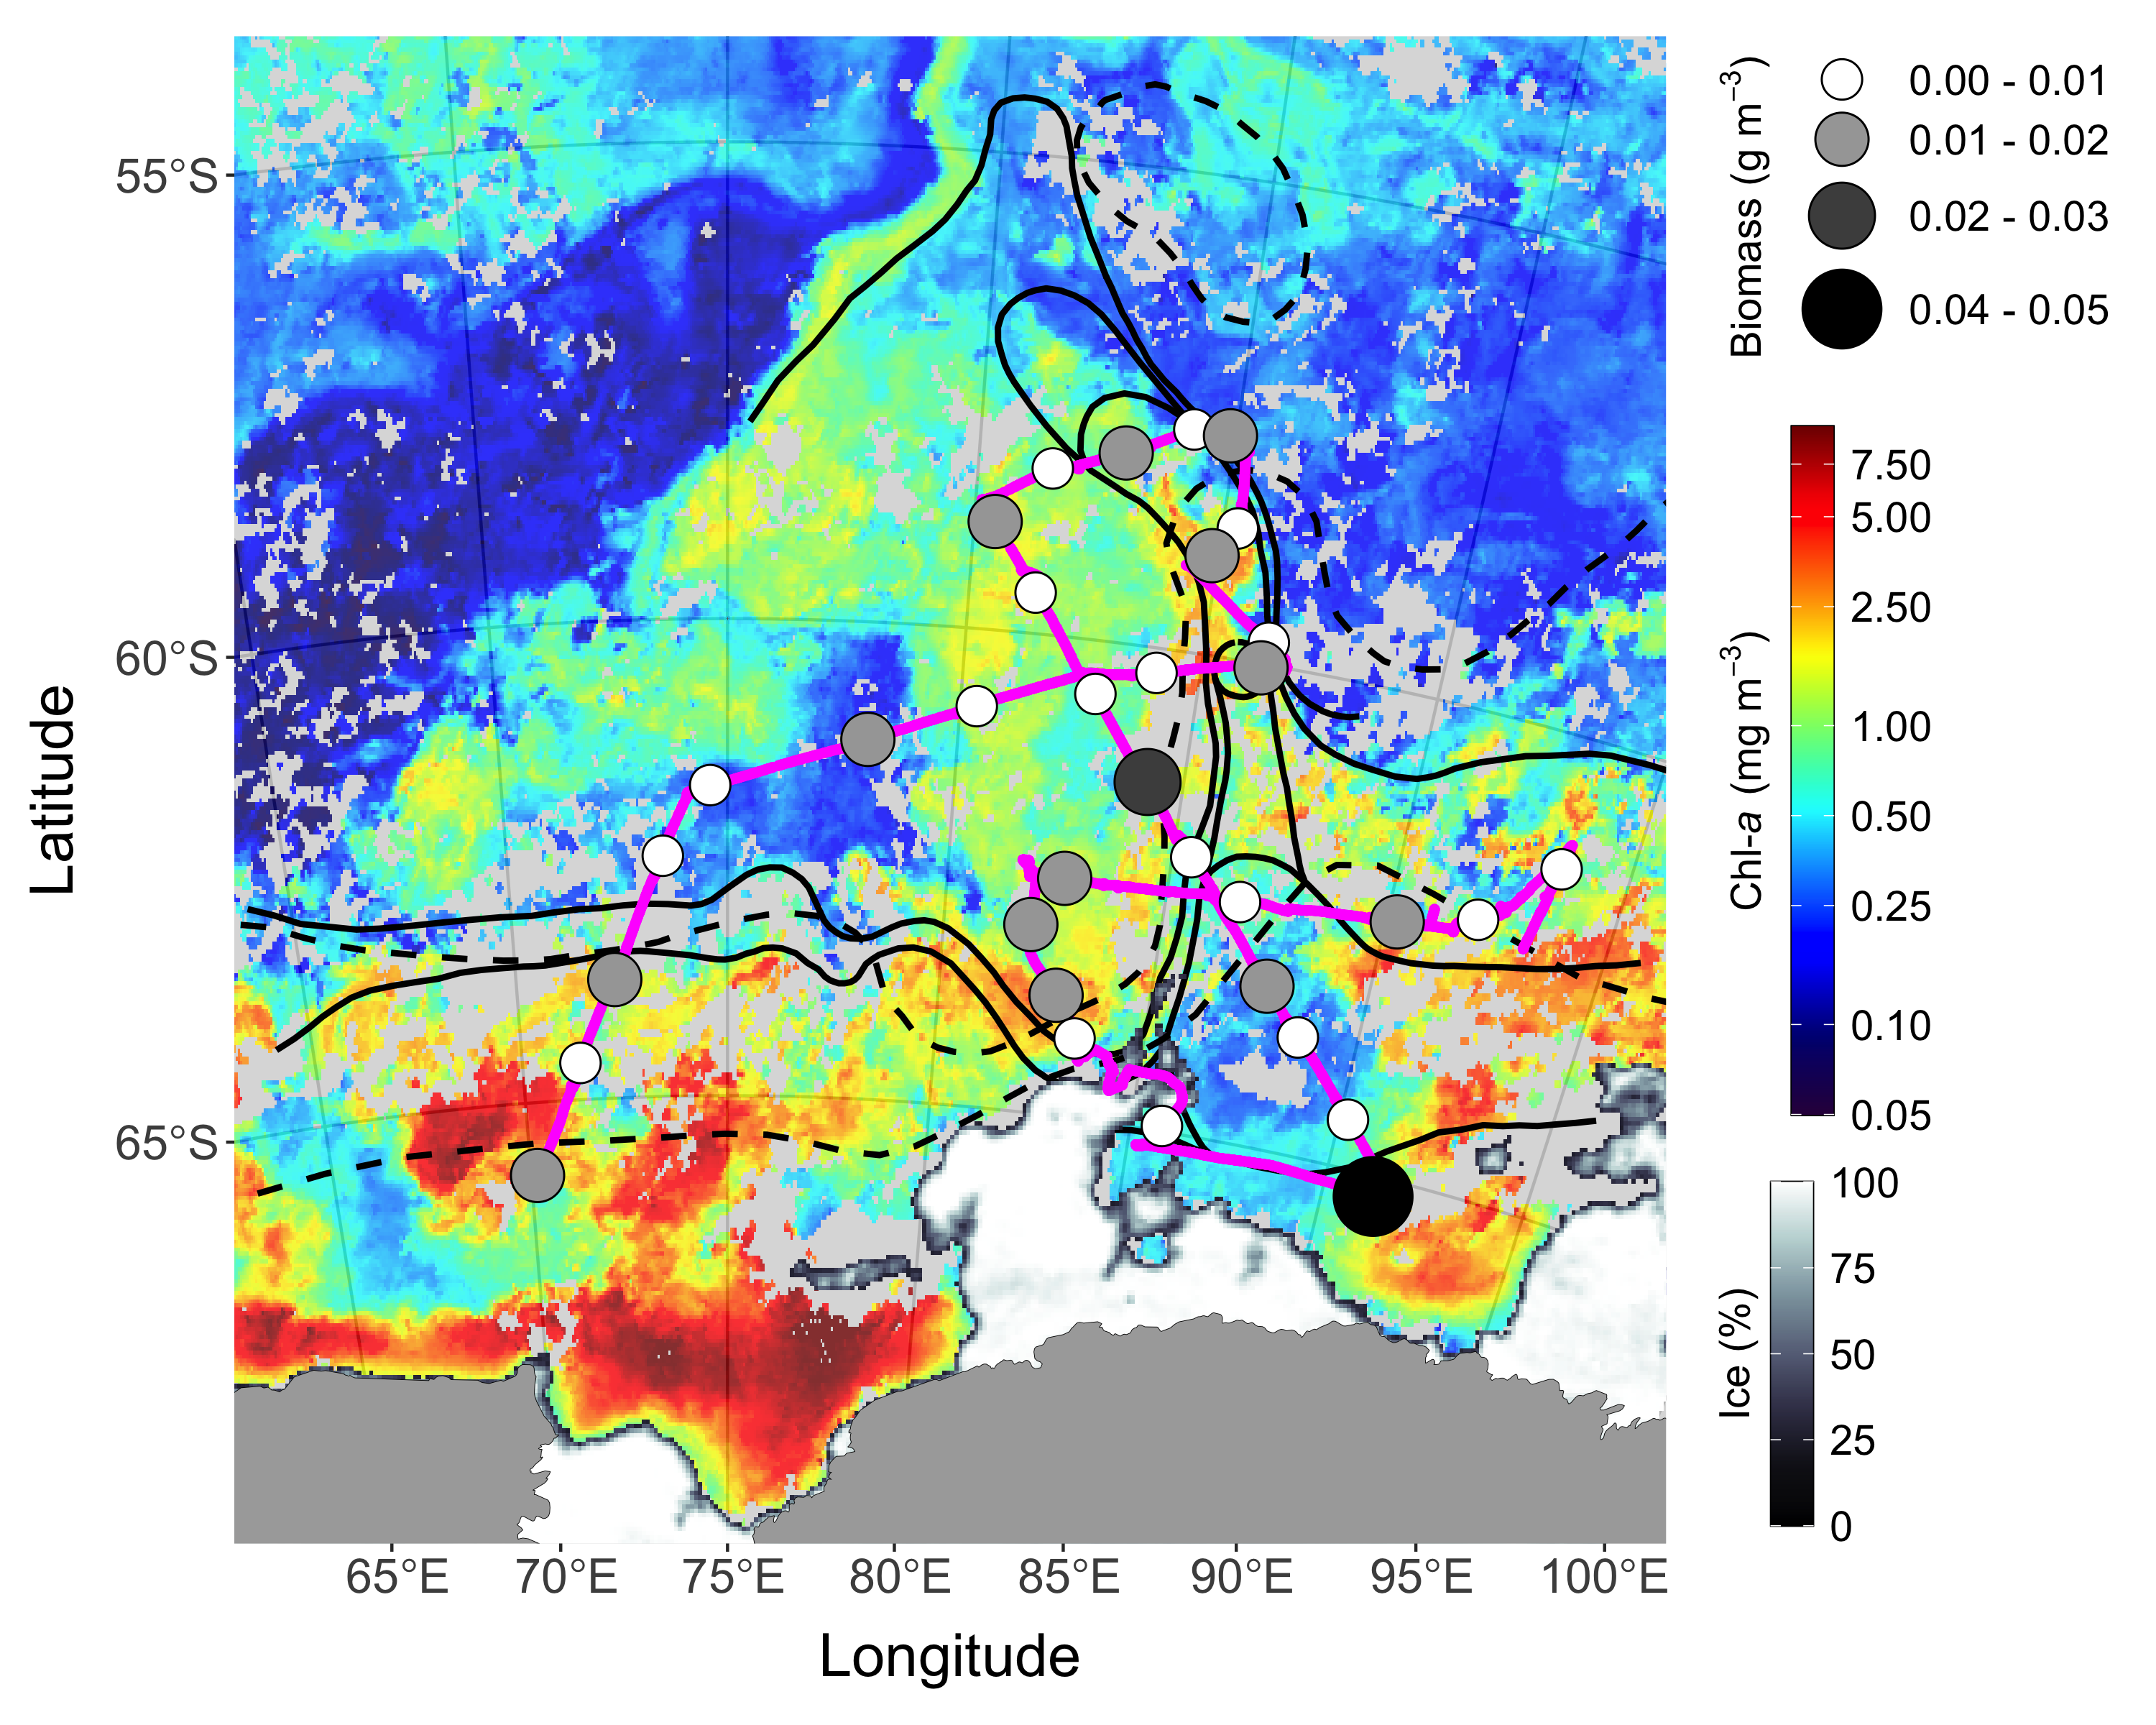 Latitude
55°S
60°S
65°S
65°E 70°E 75°E 80°E 85°E 90°E 95°E 100°E
Longitude
Biomass (g m⁻³)
0.00 - 0.01
0.01 - 0.02
0.02 - 0.03
0.04 - 0.05
Chl-a (mg m⁻³)
7.50
5.00
2.50
1.00
0.50
0.25
0.10
0.05
Ice (%)
100
75
50
25
0